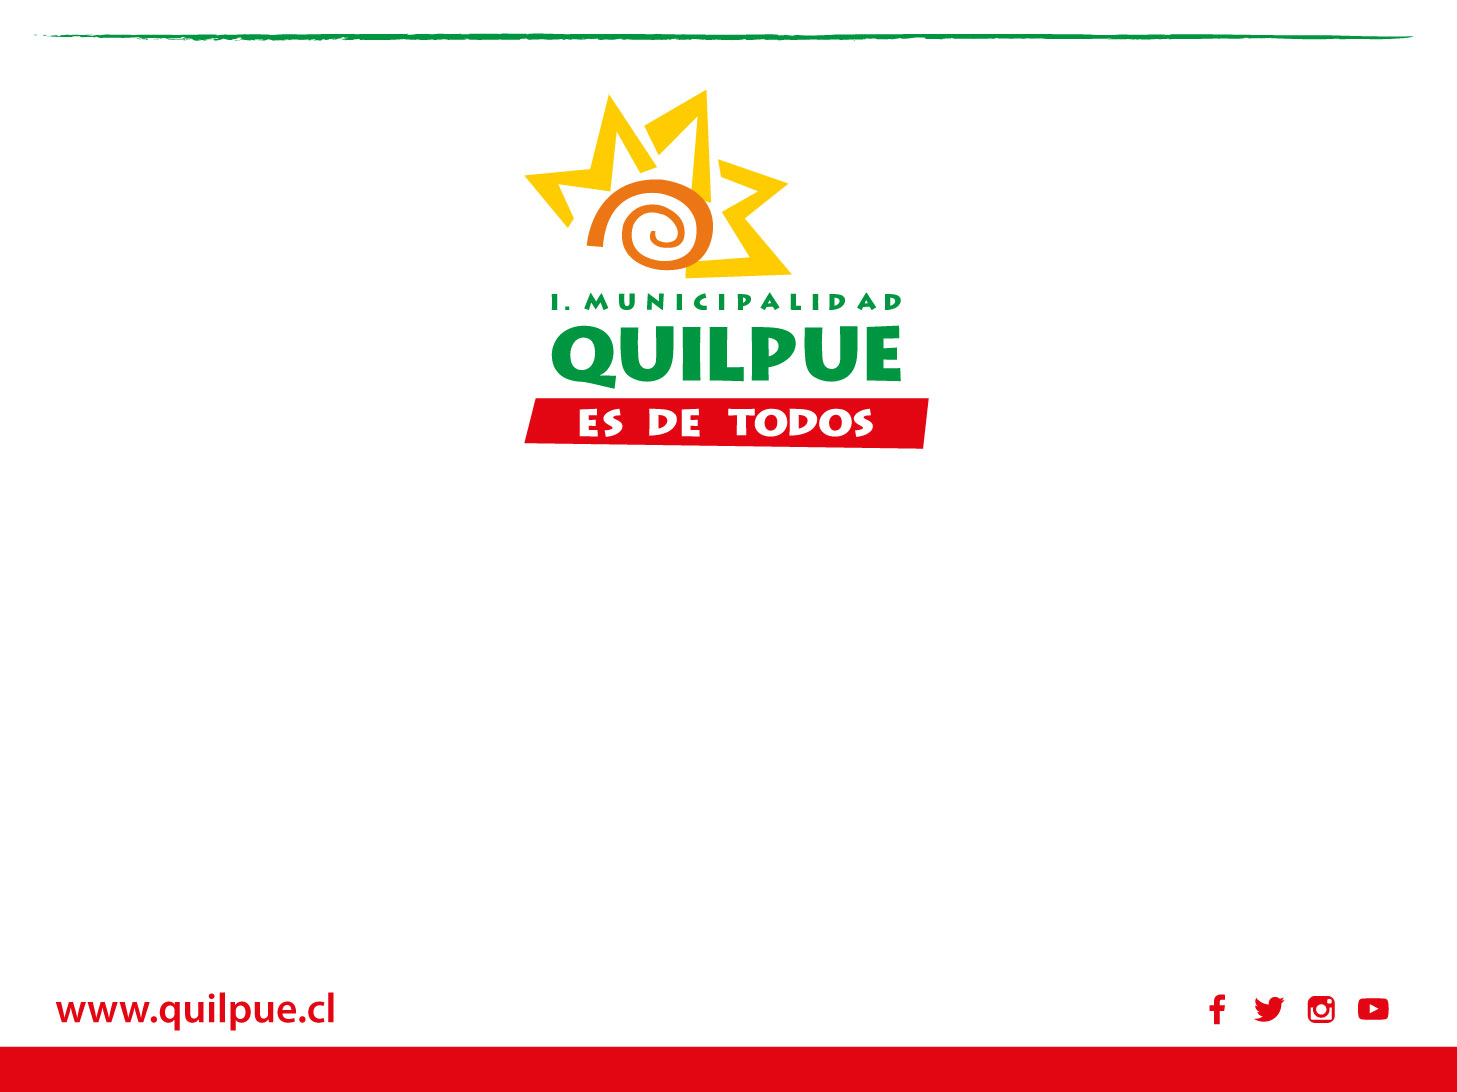 I. MUNICIPALIDAD
QUILPUE
ES DE TODOS
www.quilpue.cl